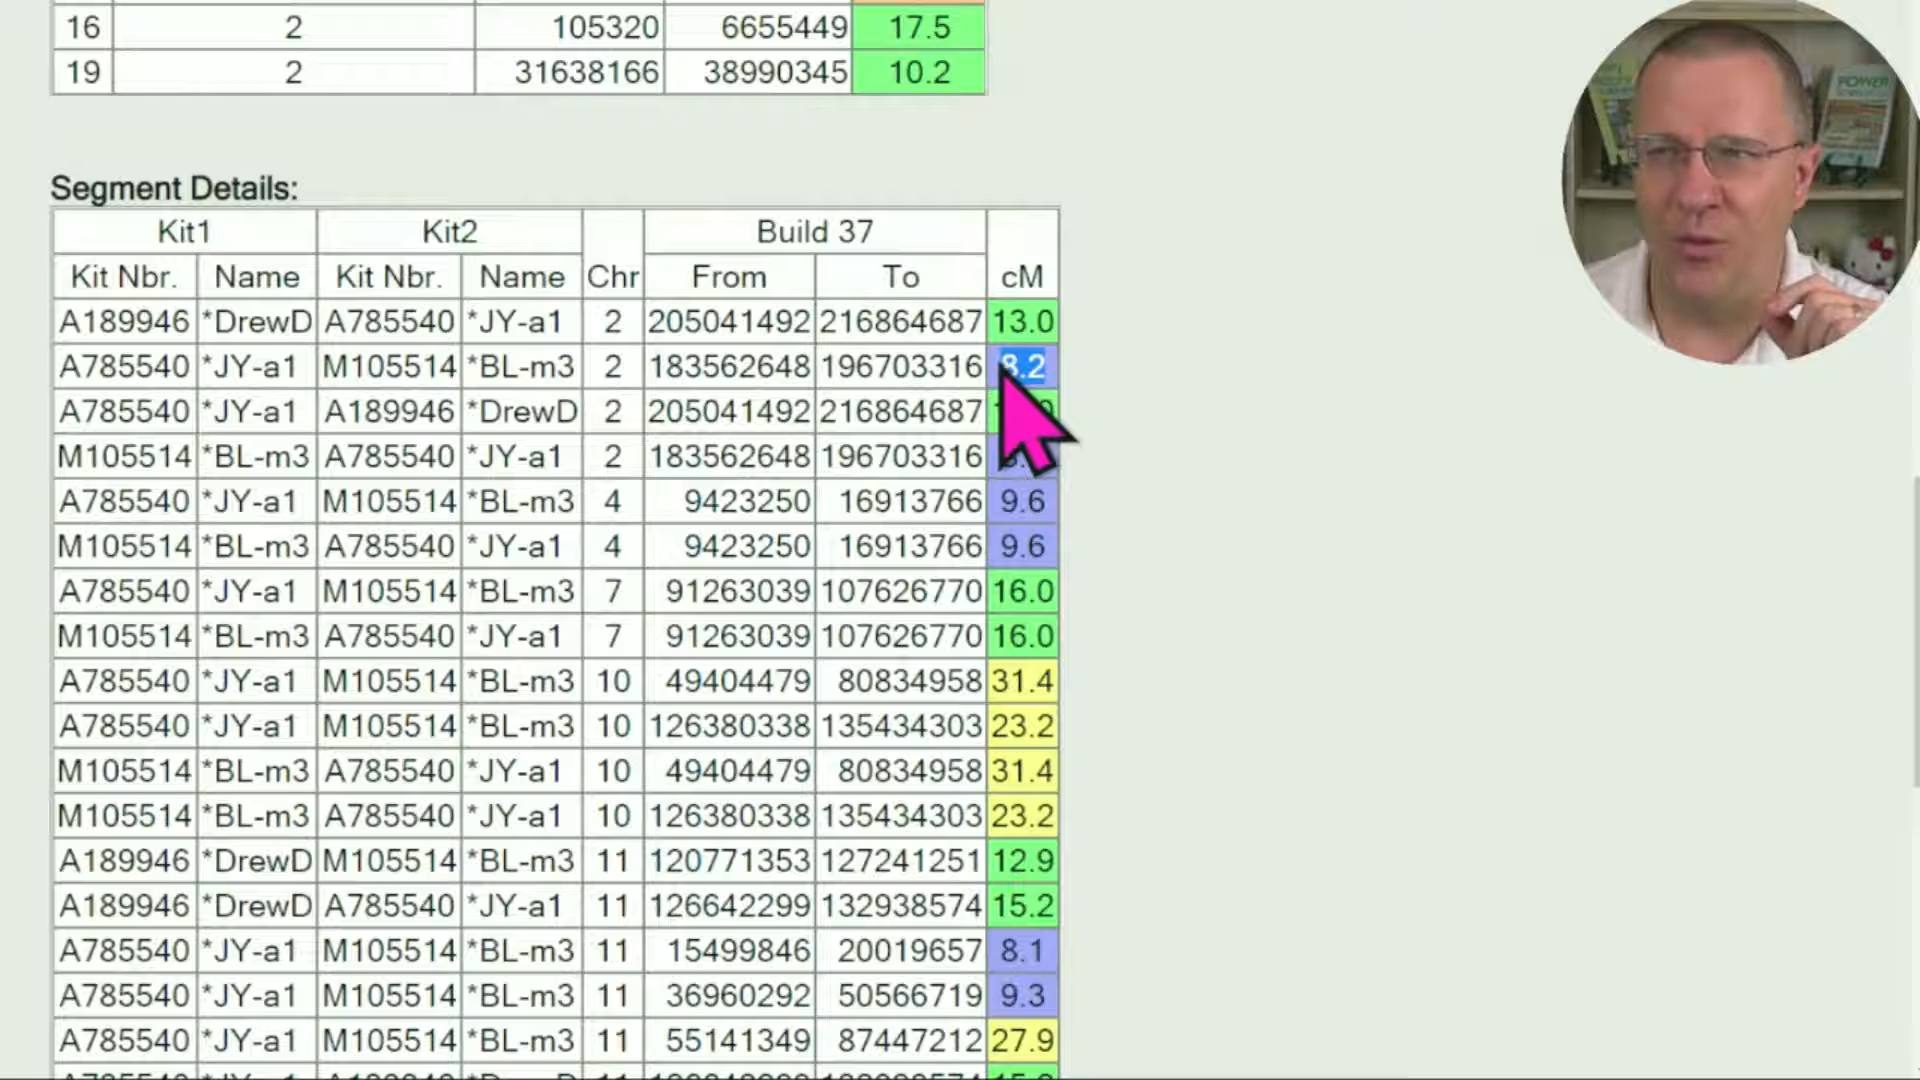 16 2 105320 6655449 17.5
19 2 31638166 38990345 10.2
Segment Details:
Kit1 Kit2 Build 37
Kit Nbr. Name Kit Nbr. Name Chr From To cM
A189946 *DrewD A785540 *JY-a1 2 205041492 216864687 13.0
A785540 *JY-a1 M105514 *BL-m3 2 183562648 196703316 8.2
A785540 *JY-a1 A189946 *DrewD 2 205041492 216864687
M105514 *BL-m3 A785540 *JY-a1 2 183562648 196703316
A785540 *JY-a1 M105514 *BL-m3 4 9423250 16913766 9.6
M105514 *BL-m3 A785540 *JY-a1 4 9423250 16913766 9.6
A785540 *JY-a1 M105514 *BL-m3 7 91263039 107626770 16.0
M105514 *BL-m3 A785540 *JY-a1 7 91263039 107626770 16.0
A785540 *JY-a1 M105514 *BL-m3 10 49404479 80834958 31.4
A785540 *JY-a1 M105514 *BL-m3 10 126380338 135434303 23.2
M105514 *BL-m3 A785540 *JY-a1 10 49404479 80834958 31.4
M105514 *BL-m3 A785540 *JY-a1 10 126380338 135434303 23.2
A189946 *DrewD M105514 *BL-m3 11 120771353 127241251 12.9
A189946 *DrewD A785540 *JY-a1 11 126642299 132938574 15.2
A785540 *JY-a1 M105514 *BL-m3 11 15499846 20019657 8.1
A785540 *JY-a1 M105514 *BL-m3 11 36960292 50566719 9.3
A785540 *JY-a1 M105514 *BL-m3 11 55141349 87447212 27.9
POWER